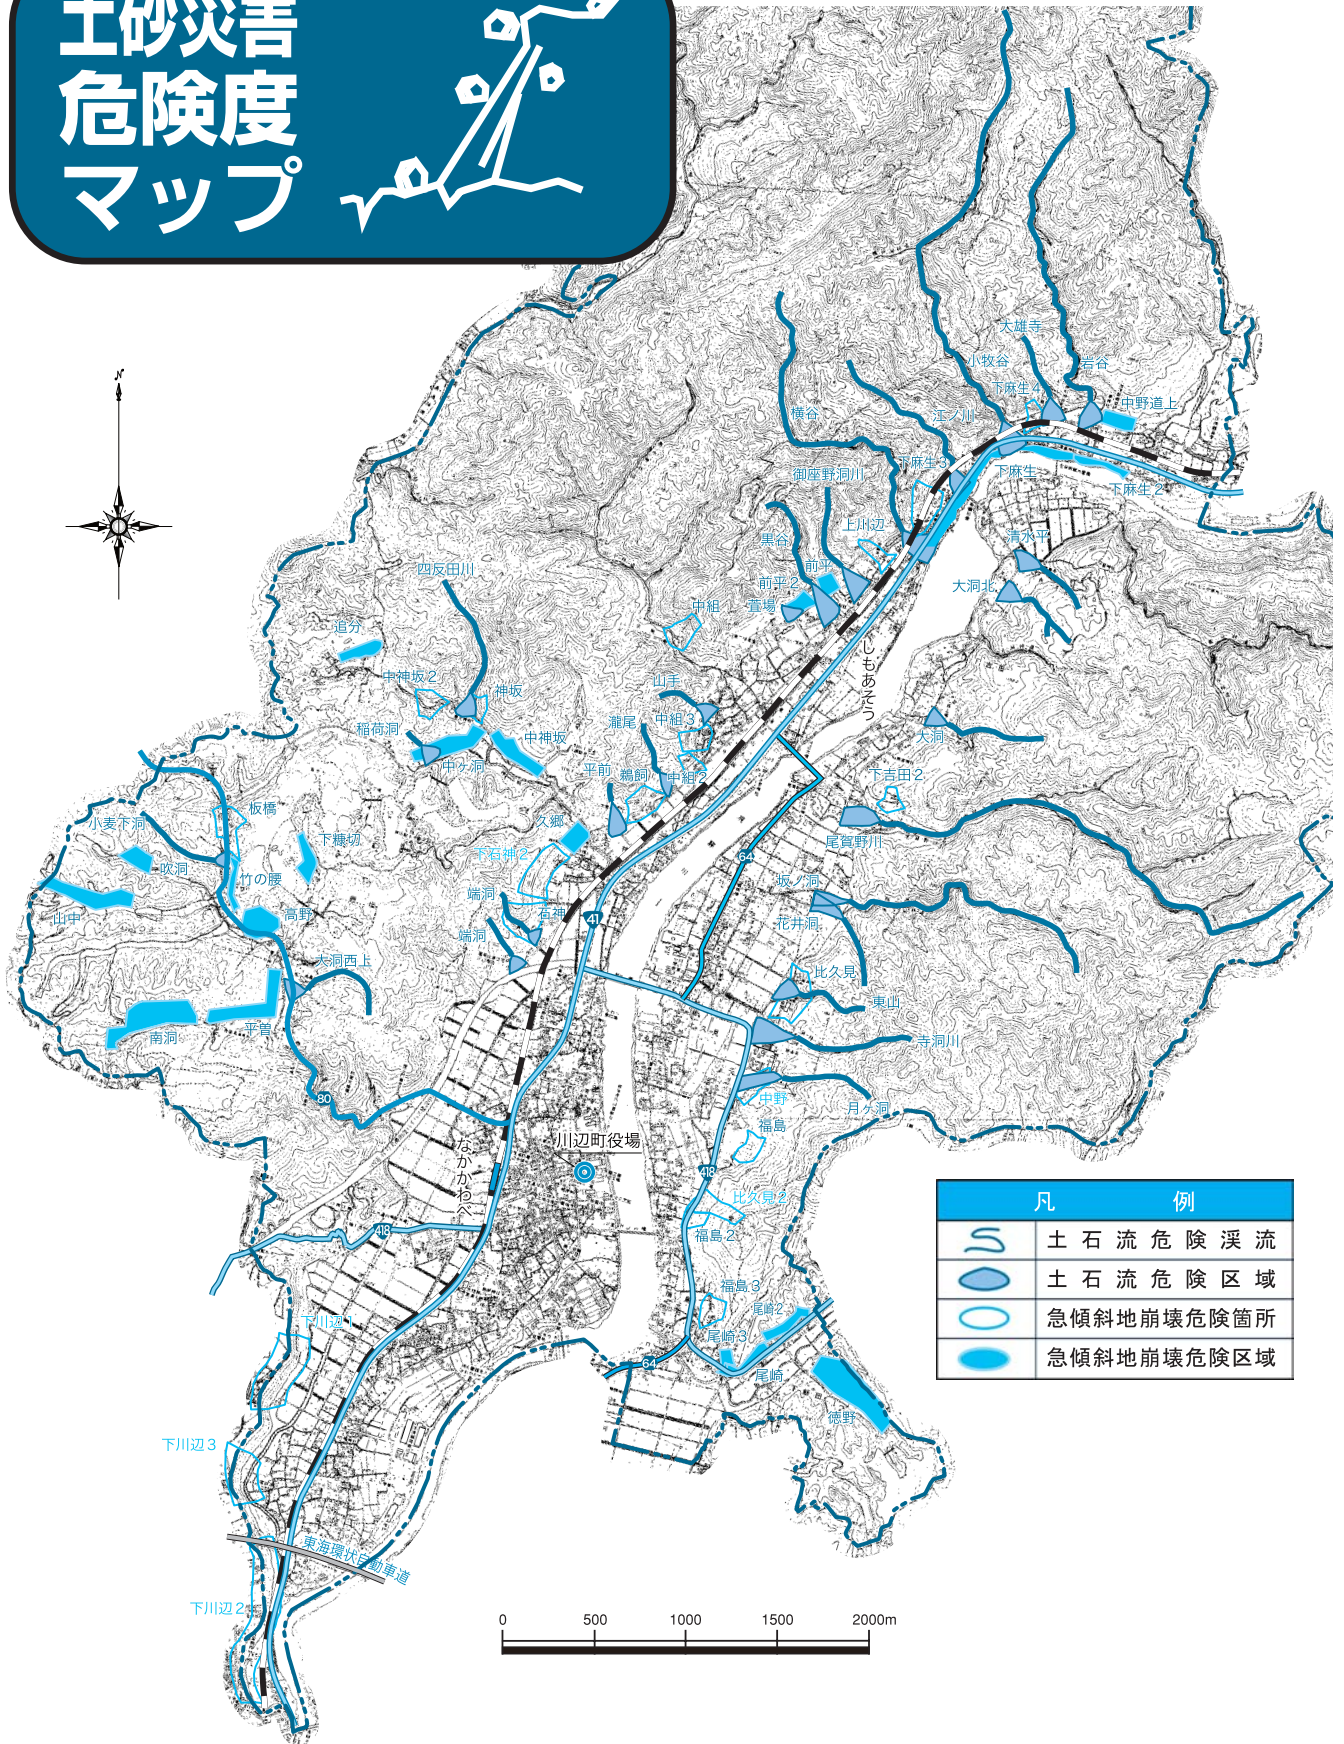 土砂災害
危険度
マップ
N
大雄寺
小牧谷
岩谷
下麻生4
中野道上
横谷
江ノ川
下麻生3
御座野洞川
下麻生
下麻生2
上川辺
清水平
黒谷
前平
前平2
大洞北
萱場
四反田川
中組
追分
しもあそう
中神坂2
神坂
山手
稲荷洞
瀧尾
中組3
大洞
中神坂
中ヶ洞
平前
鵜飼
中組2
下吉田2
板橋
小麦下洞
久郷
尾賀野川
下糠切
下石神2
64
吹洞
竹の腰
端洞
坂ノ洞
山中
高野
石神
41
花井洞
端洞
大洞西上
比久見
東山
南洞
平曽
寺洞川
80
中野
月ヶ洞
福島
川辺町役場
なかかわべ
418
比久見2
418
福島2
福島3
尾崎2
下川辺1
尾崎3
64
尾崎
徳野
下川辺3
東海環状自動車道
下川辺2
凡例
土石流危険渓流
土石流危険区域
急傾斜地崩壊危険箇所
急傾斜地崩壊危険区域
0 500 1000 1500 2000m